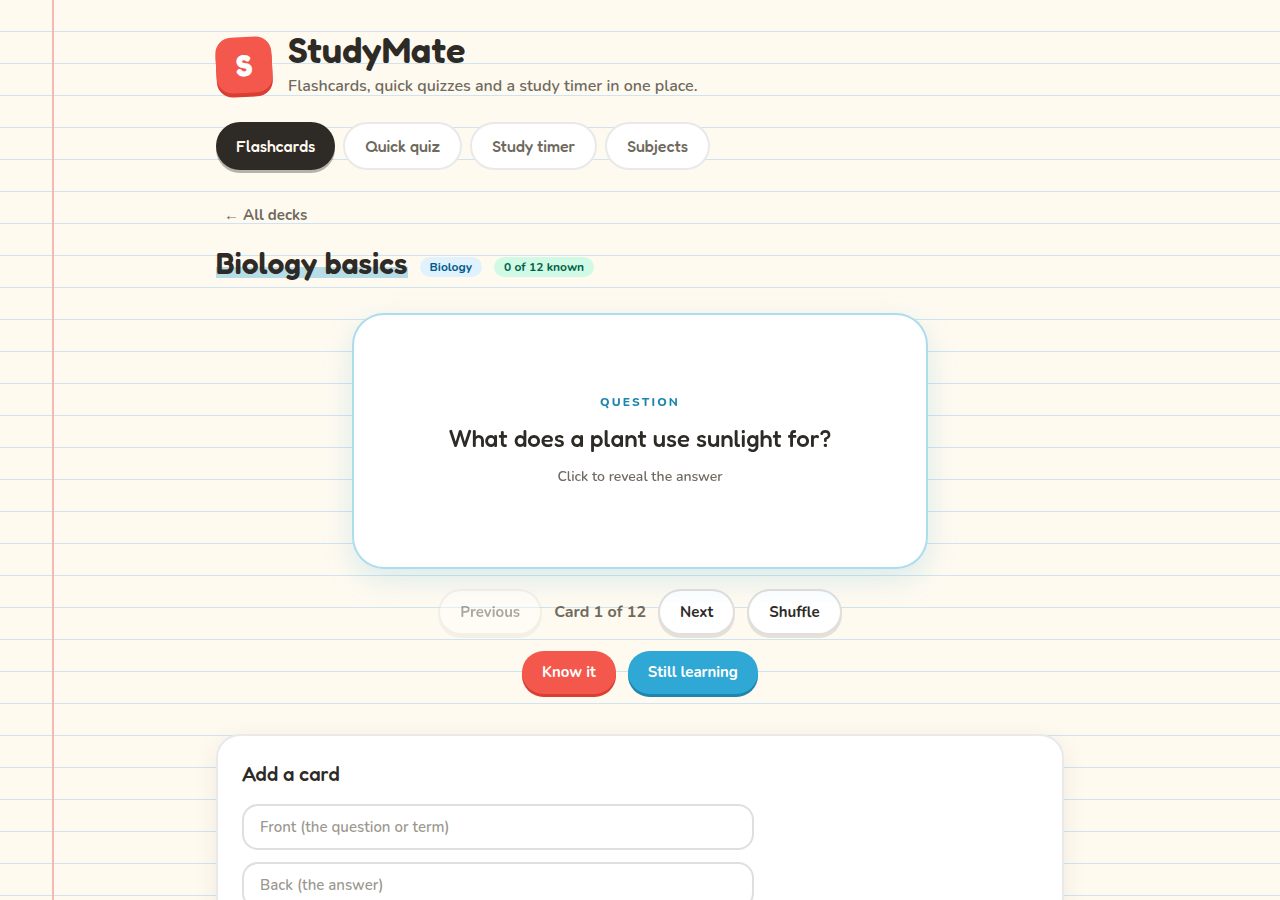 S
StudyMate
Flashcards, quick quizzes and a study timer in one place.
Flashcards
Quick quiz
Study timer
Subjects
← All decks
Biology basics
Biology
0 of 12 known
QUESTION
What does a plant use sunlight for?
Click to reveal the answer
Previous
Card 1 of 12
Next
Shuffle
Know it
Still learning
Add a card
Front (the question or term)
Back (the answer)